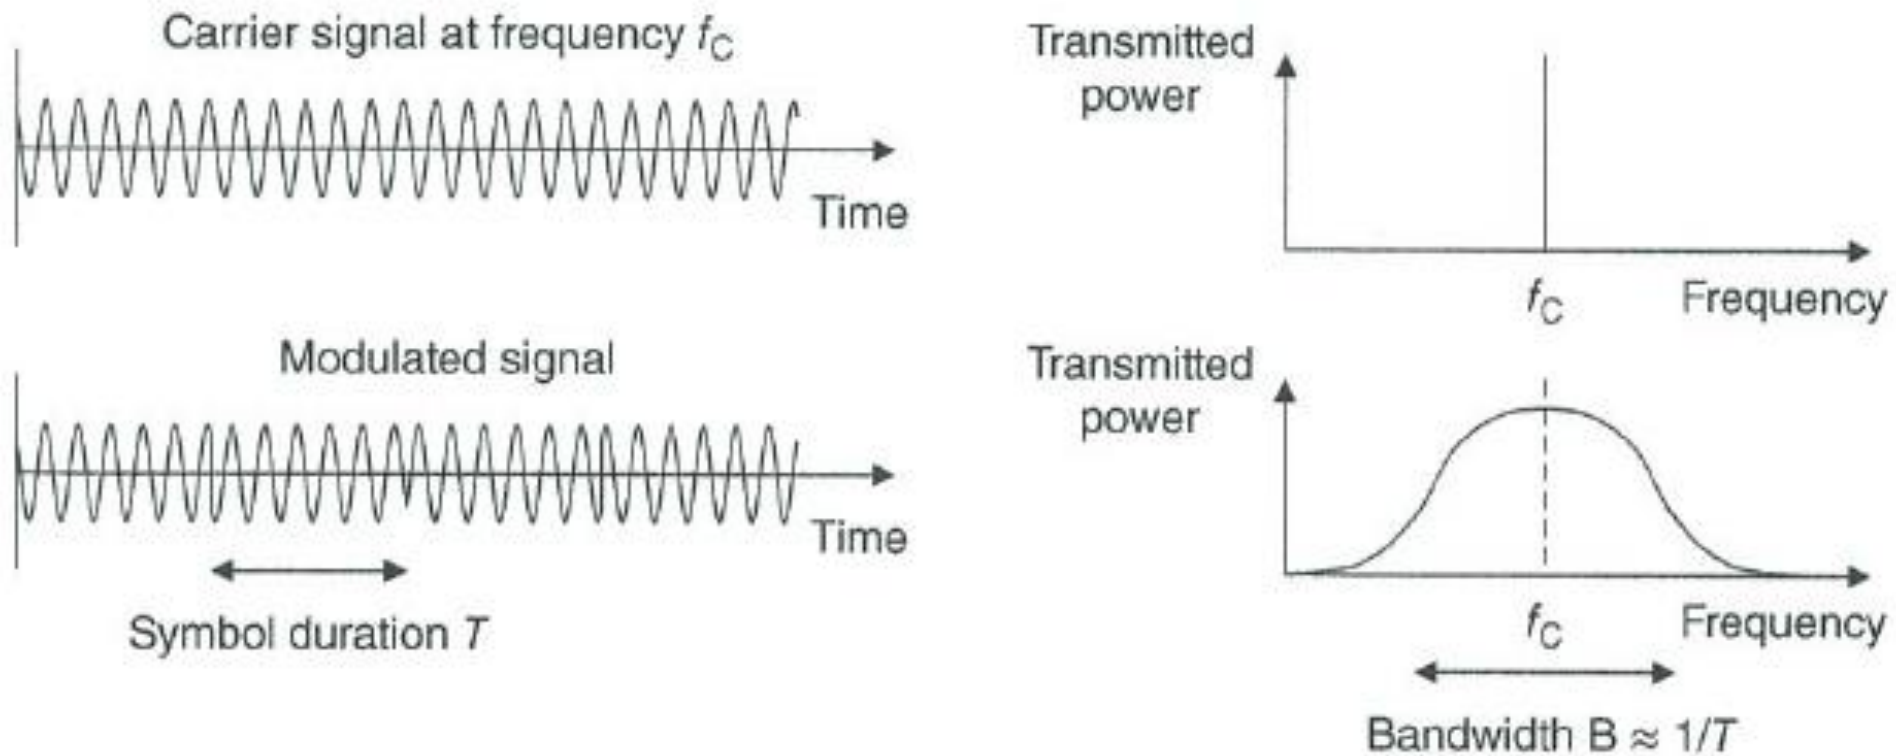 Carrier signal at frequency fC
Time
Transmitted
power
fC
Frequency
Modulated signal
Time
Symbol duration T
Transmitted
power
fC
Frequency
Bandwidth B ≈ 1/T